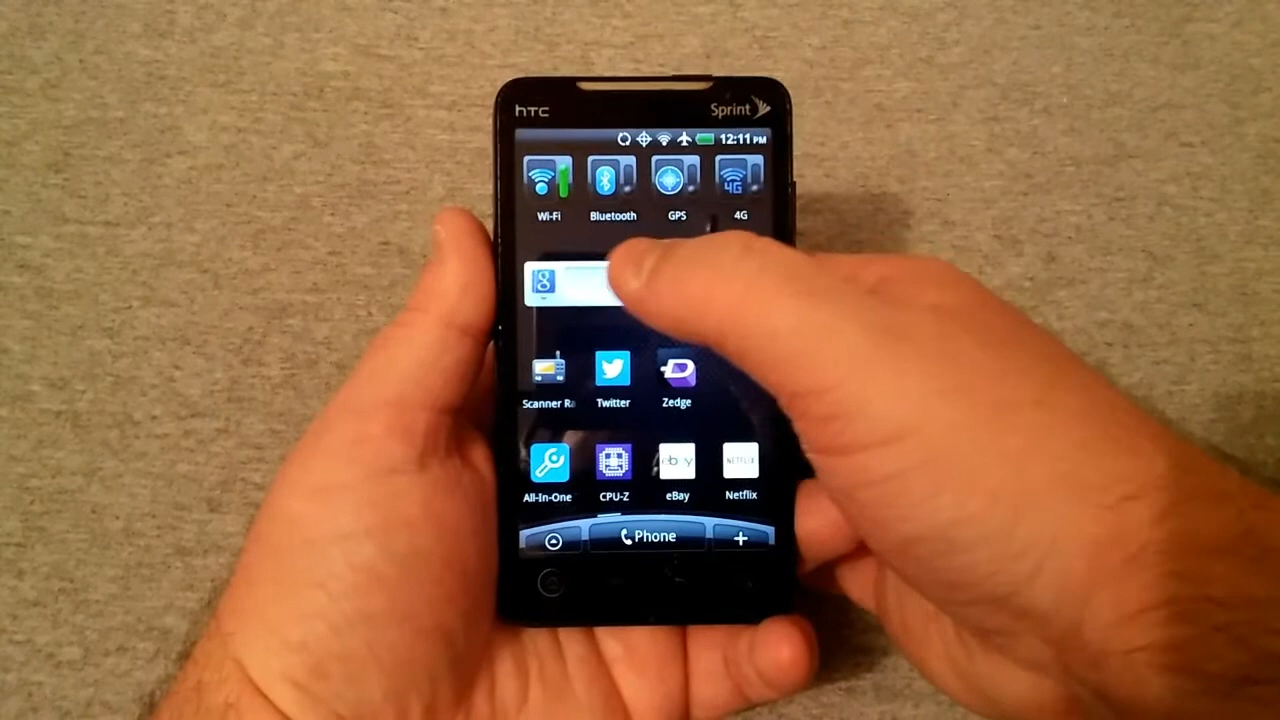 hTC Sprint
12:11 PM
4G
Wi-Fi Bluetooth GPS 4G
g
Scanner Ra Twitter Zedge
eb y NETFLIX
All-In-One CPU-Z eBay Netflix
Phone